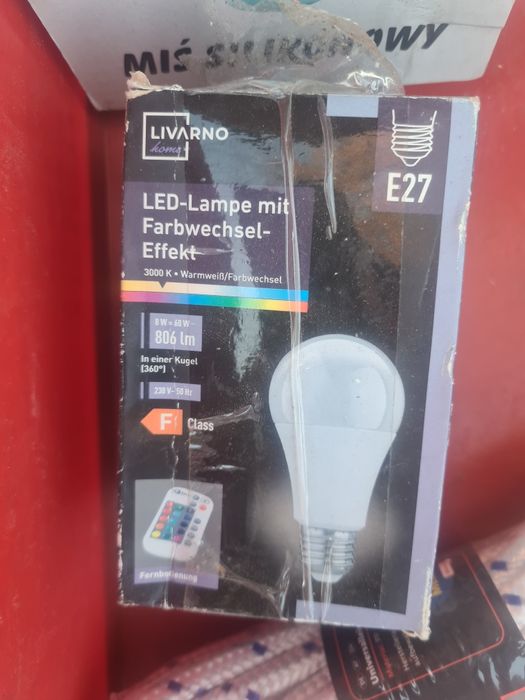 MIŚ SILIKONOWY
LIVARNO
home
E27
LED-Lampe mit
Farbwechsel-
Effekt
3000 K • Warmweiß/Farbwechsel
8 W ≈ 60 W
806 lm
In einer Kugel
(360°)
230 V~ 50 Hz
F Class
Fernbedienung